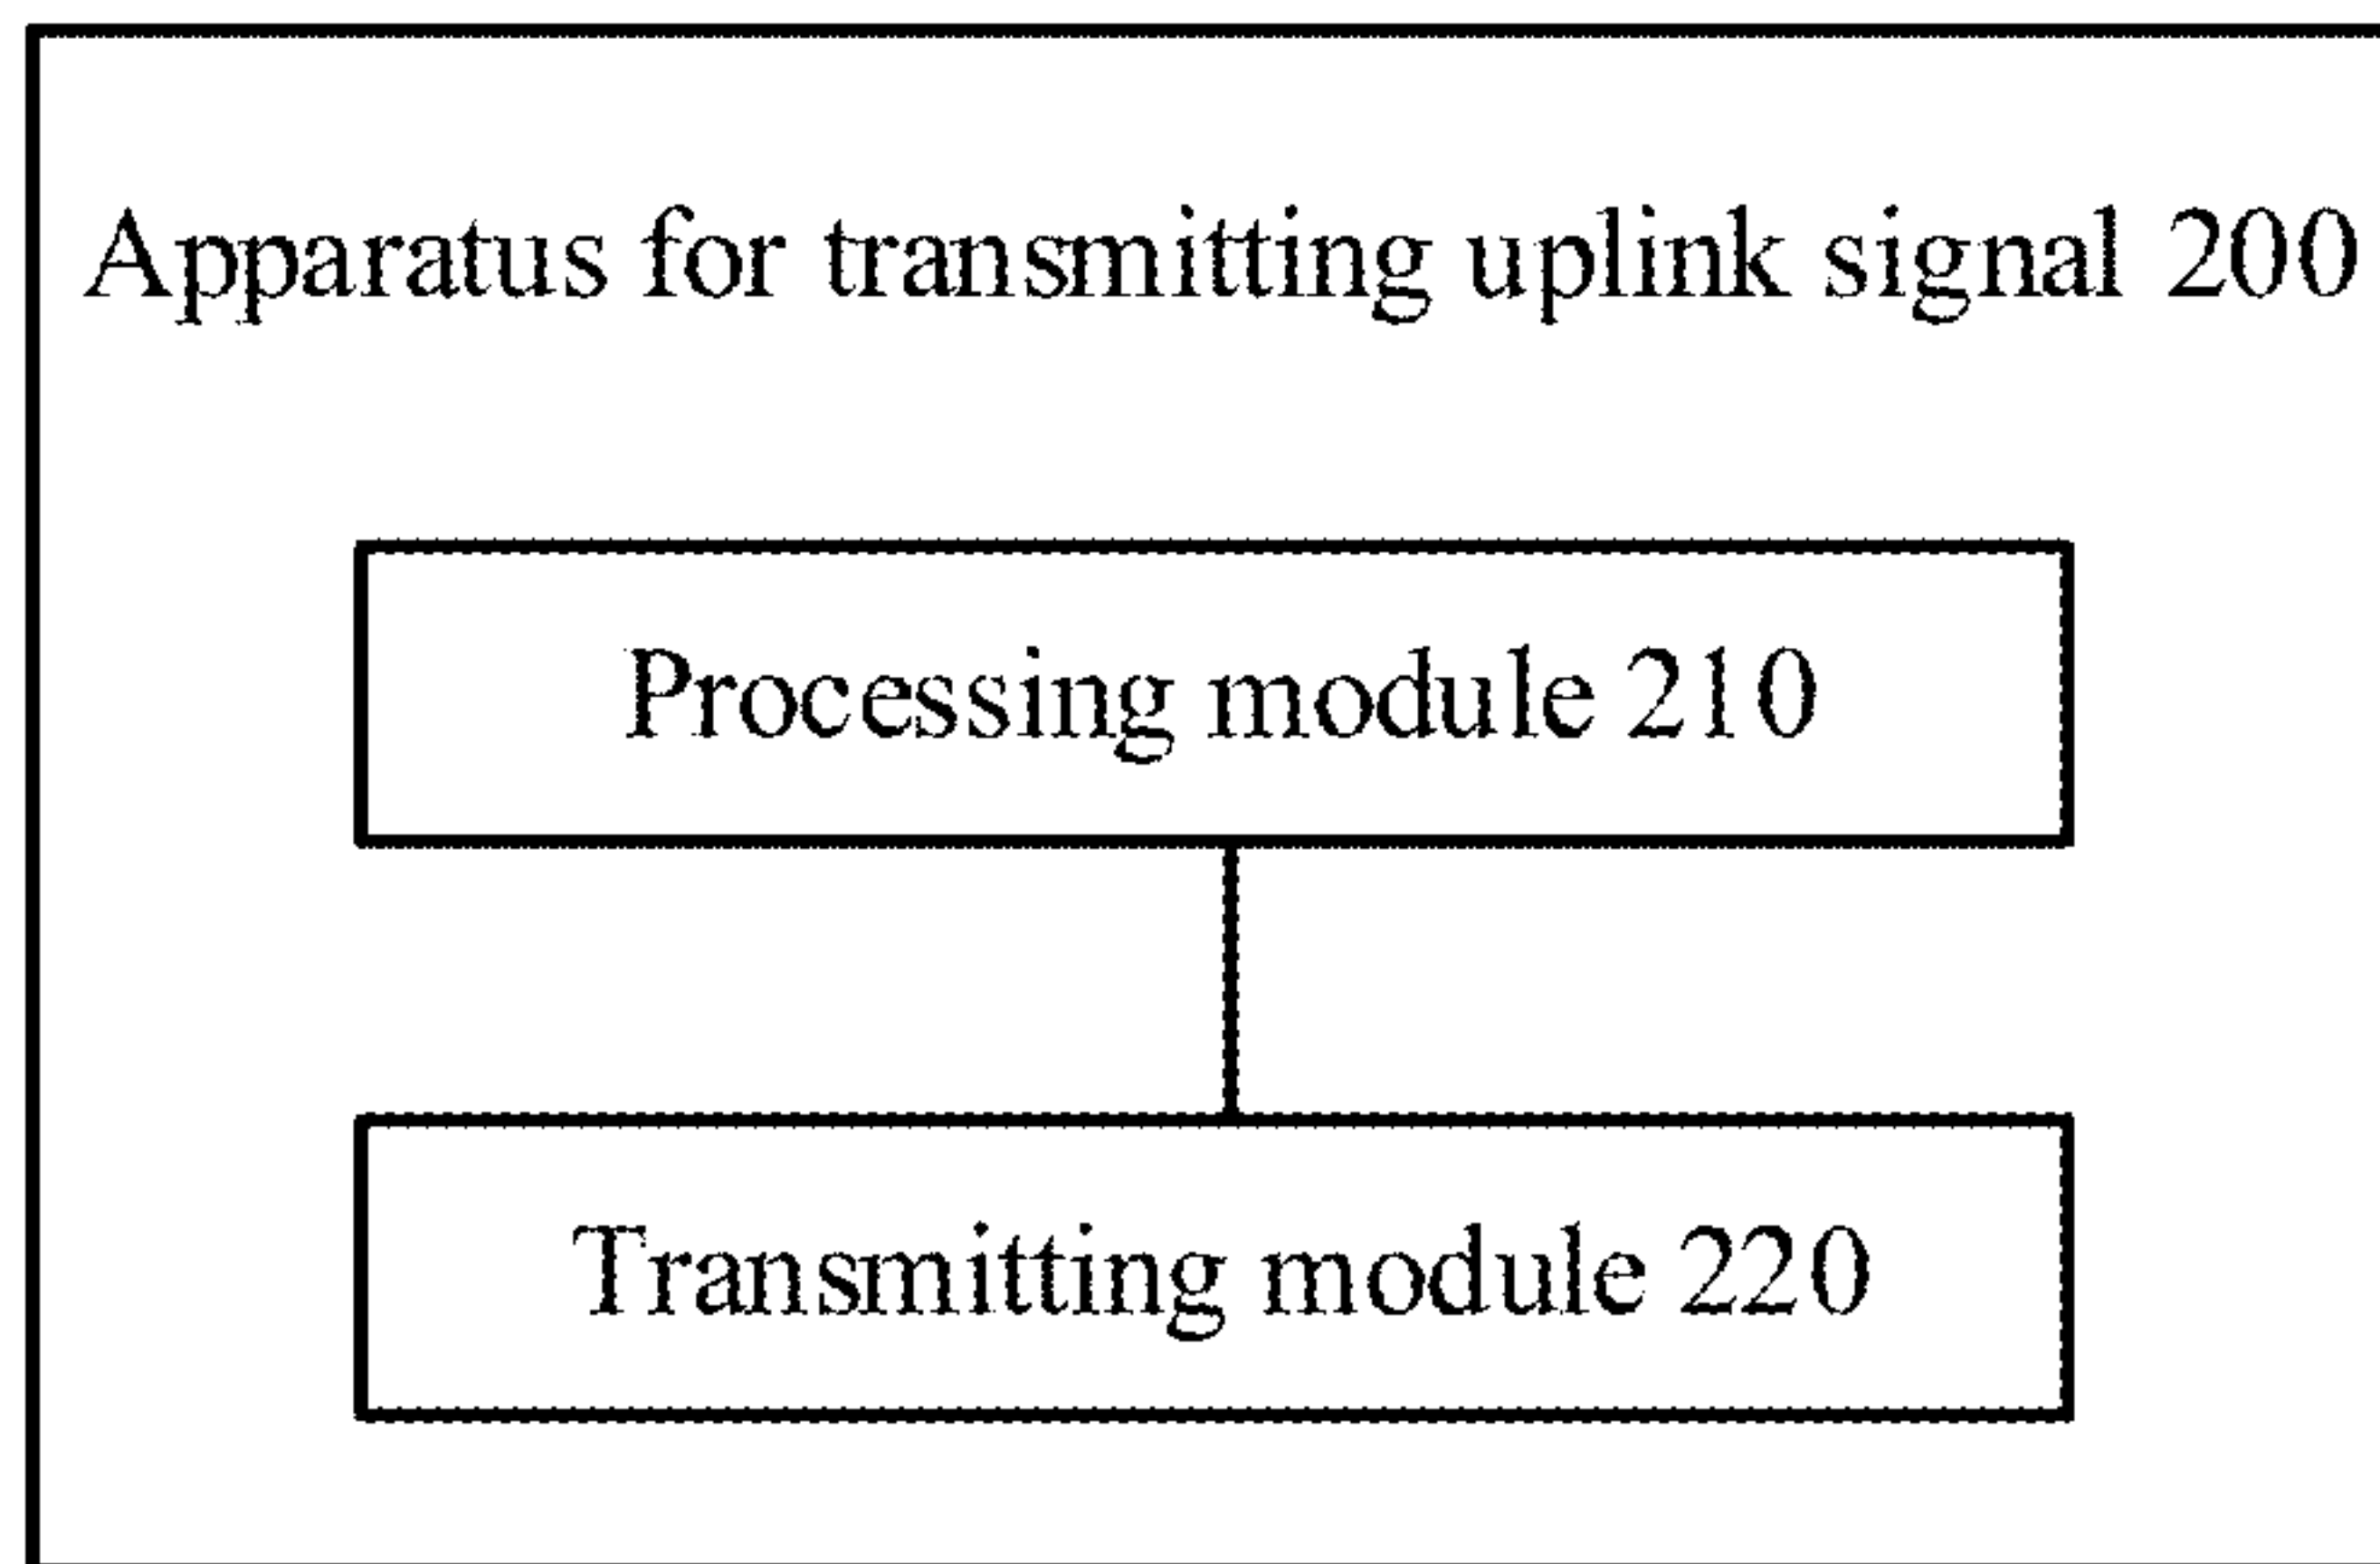 Apparatus for transmitting uplink signal 200
Processing module 210
Transmitting module 220